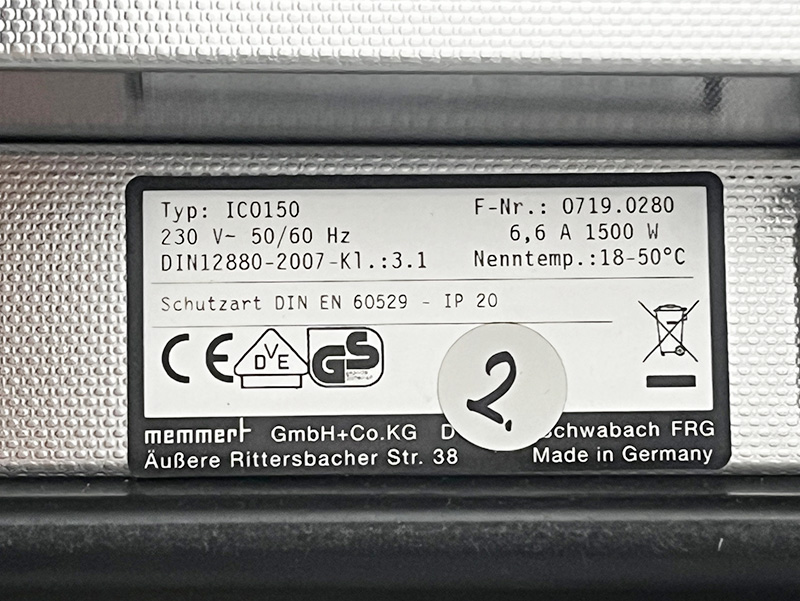 Typ: ICO150 F-Nr.: 0719.0280
230 V~ 50/60 Hz 6,6 A 1500 W
DIN12880-2007-Kl.:3.1 Nenntemp.:18-50°C
Schutzart DIN EN 60529 - IP 20
CE DVE GS
2.
memmert GmbH+Co.KG D Schwabach FRG
Äußere Rittersbacher Str. 38 Made in Germany